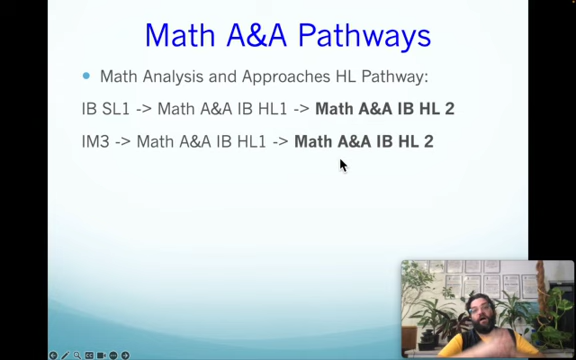 Math A&A Pathways
Math Analysis and Approaches HL Pathway:
IB SL1 -> Math A&A IB HL1 -> Math A&A IB HL 2
IM3 -> Math A&A IB HL1 -> Math A&A IB HL 2